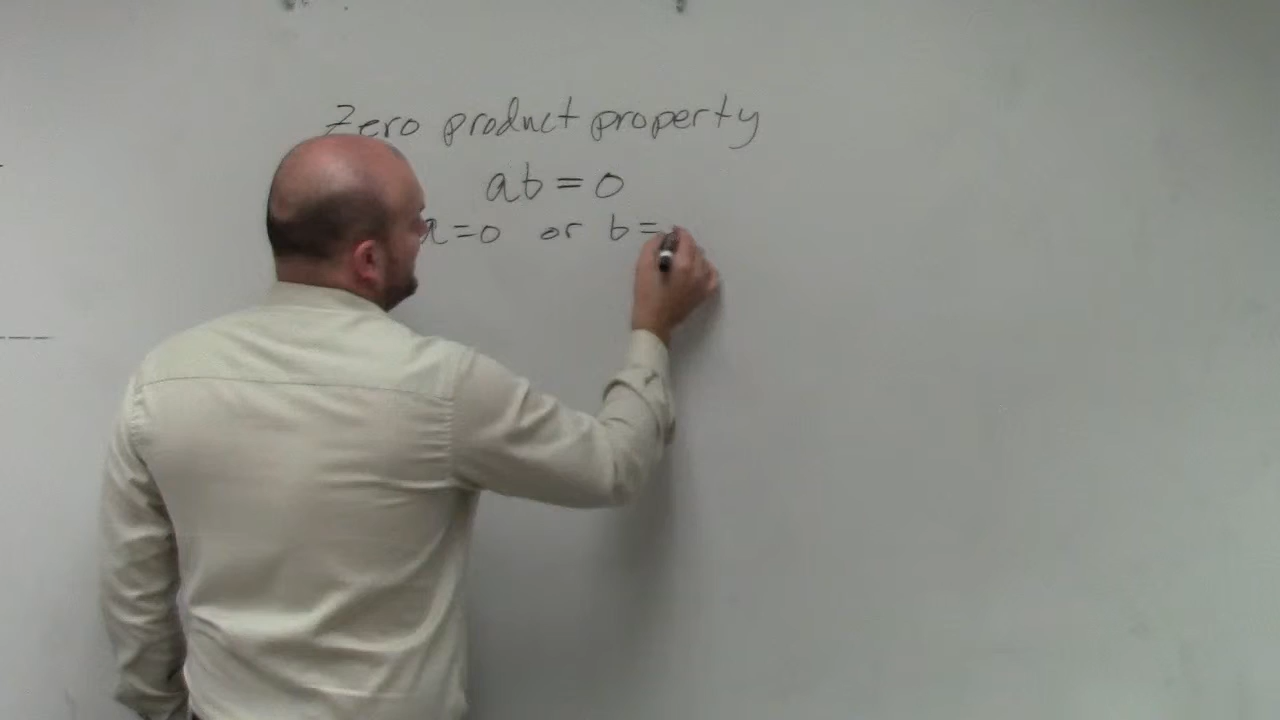 Zero product property
ab = 0
a = 0 or b =